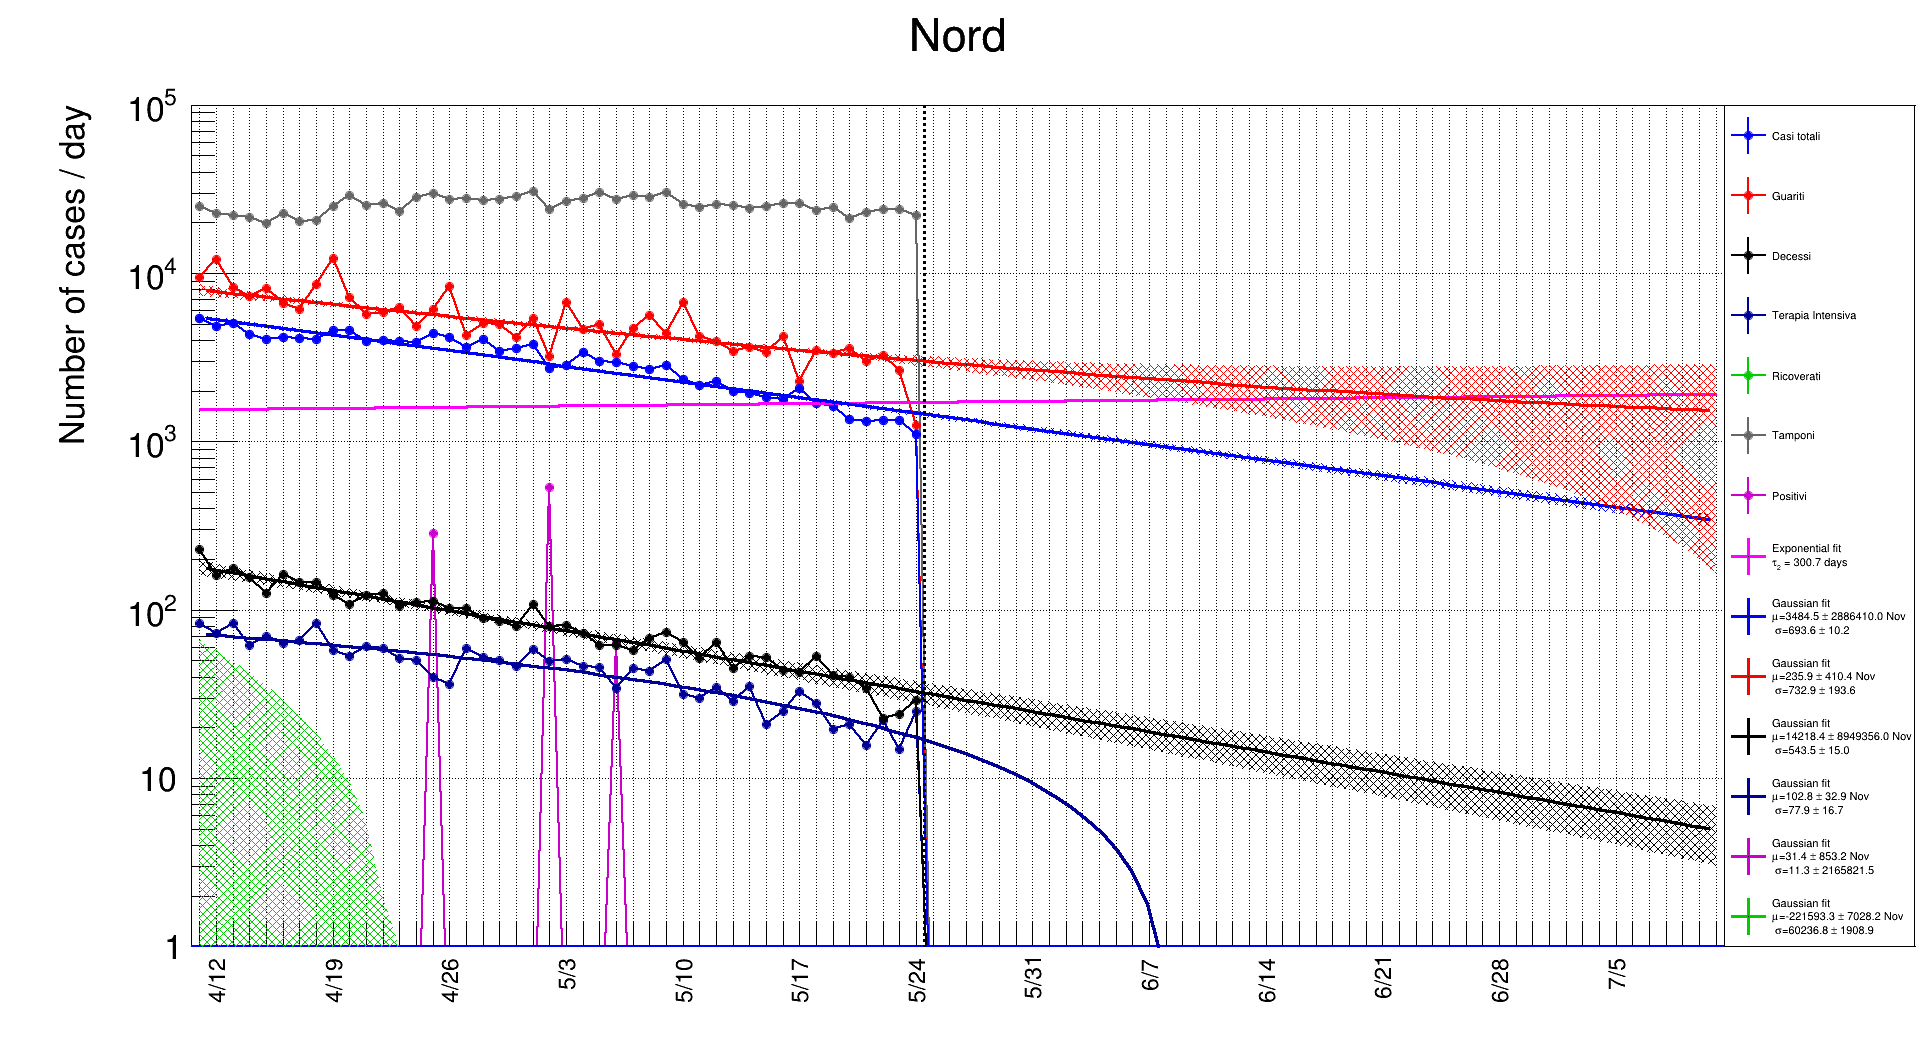 Nord
Number of cases / day
10^5
10^4
10^3
10^2
10
1
4/12
4/19
4/26
5/3
5/10
5/17
5/24
5/31
6/7
6/14
6/21
6/28
7/5
Casi totali
Guariti
Decessi
Terapia Intensiva
Ricoverati
Tamponi
Positivi
Exponential fit
τ₂ = 300.7 days
Gaussian fit
μ=3484.5 ± 2886410.0 Nov
σ=693.6 ± 10.2
Gaussian fit
μ=235.9 ± 410.4 Nov
σ=732.9 ± 193.6
Gaussian fit
μ=14218.4 ± 8949356.0 Nov
σ=543.5 ± 15.0
Gaussian fit
μ=102.8 ± 32.9 Nov
σ=77.9 ± 16.7
Gaussian fit
μ=31.4 ± 853.2 Nov
σ=11.3 ± 2165821.5
Gaussian fit
μ=-221593.3 ± 7028.2 Nov
σ=60236.8 ± 1908.9